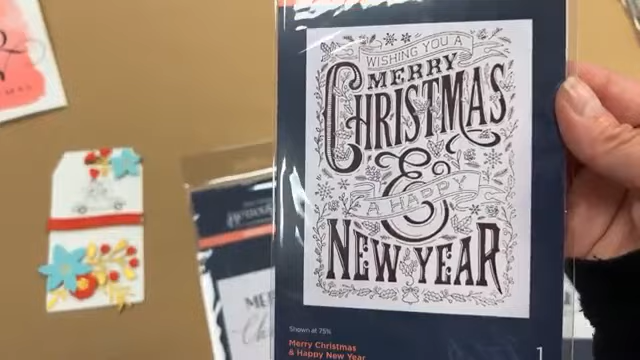 WISHING YOU A
MERRY
CHRISTMAS
&
A HAPPY
NEW YEAR
Shown at 75%
Merry Christmas
& Happy New Year
1